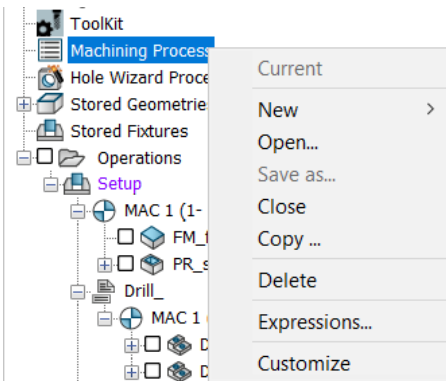 ToolKit
Machining Process
Hole Wizard Proce
Stored Geometrie
Stored Fixtures
Operations
Setup
MAC 1 (1-
FM_
PR_s
Drill_
MAC 1
D
D
Current
New
Open...
Save as...
Close
Copy ...
Delete
Expressions...
Customize